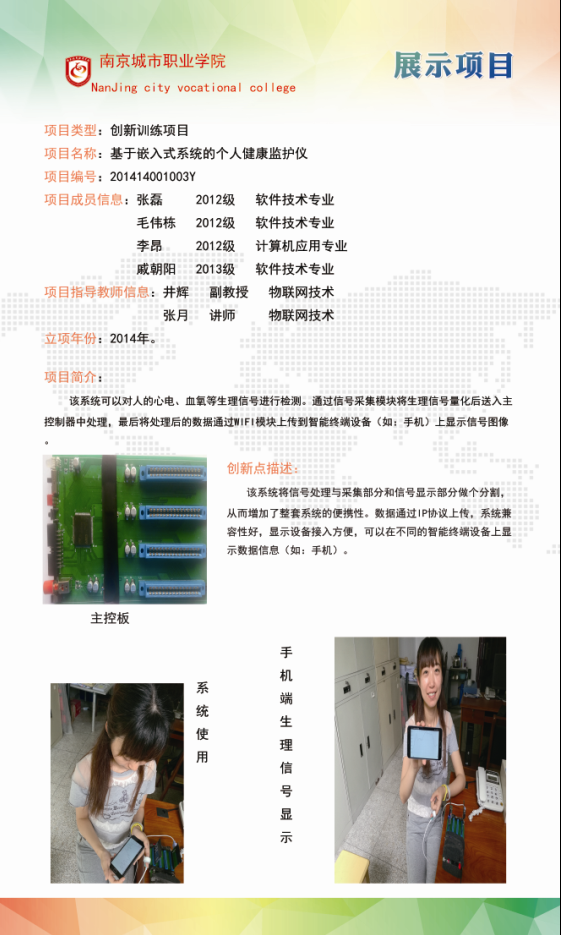 南京城市职业学院
NanJing city vocational college
展示项目
项目类型：创新训练项目
项目名称：基于嵌入式系统的个人健康监护仪
项目编号：201414001003Y
项目成员信息：张磊 2012级 软件技术专业
毛伟栋 2012级 软件技术专业
李昂 2012级 计算机应用专业
戚朝阳 2013级 软件技术专业
项目指导教师信息：井辉 副教授 物联网技术
张月 讲师 物联网技术
立项年份：2014年。
项目简介：
该系统可以对人的心电、血氧等生理信号进行检测。通过信号采集模块将生理信号量化后送入主
控制器中处理，最后将处理后的数据通过WIFI模块上传到智能终端设备（如：手机）上显示信号图像
。
创新点描述：
该系统将信号处理与采集部分和信号显示部分做个分割，
从而增加了整套系统的便携性。数据通过IP协议上传，系统兼
容性好，显示设备接入方便，可以在不同的智能终端设备上显
示数据信息（如：手机）。
主控板
系统使用
手机端生理信号显示